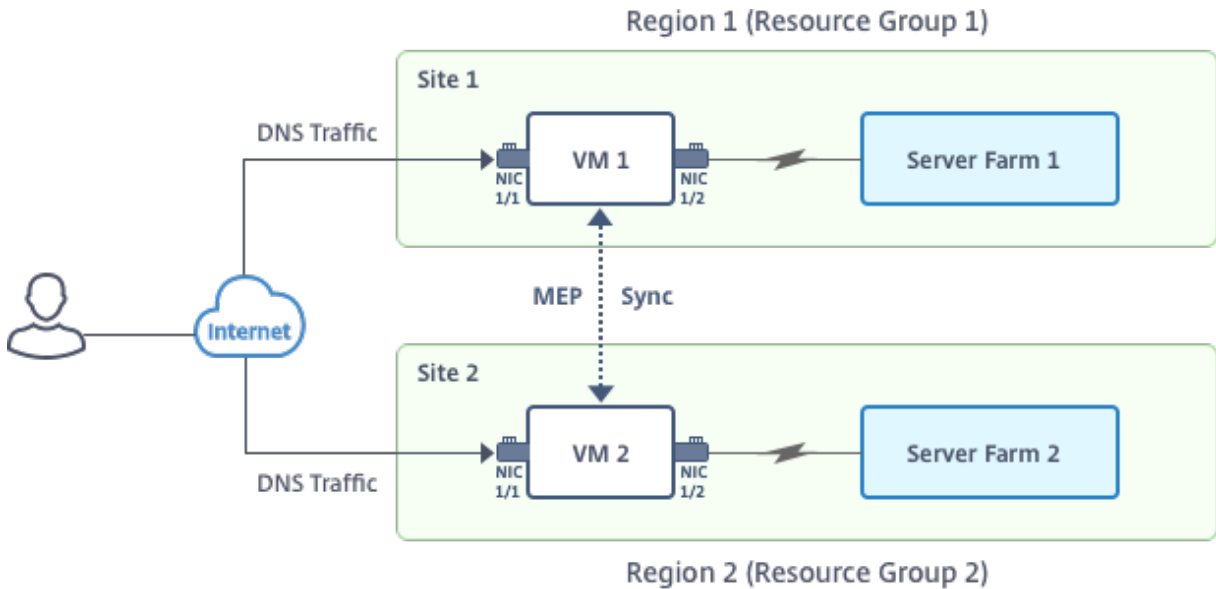 Region 1 (Resource Group 1)
Site 1
DNS Traffic
VM 1
NIC
1/1
NIC
1/2
Server Farm 1
MEP
Sync
Internet
Site 2
VM 2
NIC
1/1
NIC
1/2
Server Farm 2
DNS Traffic
Region 2 (Resource Group 2)